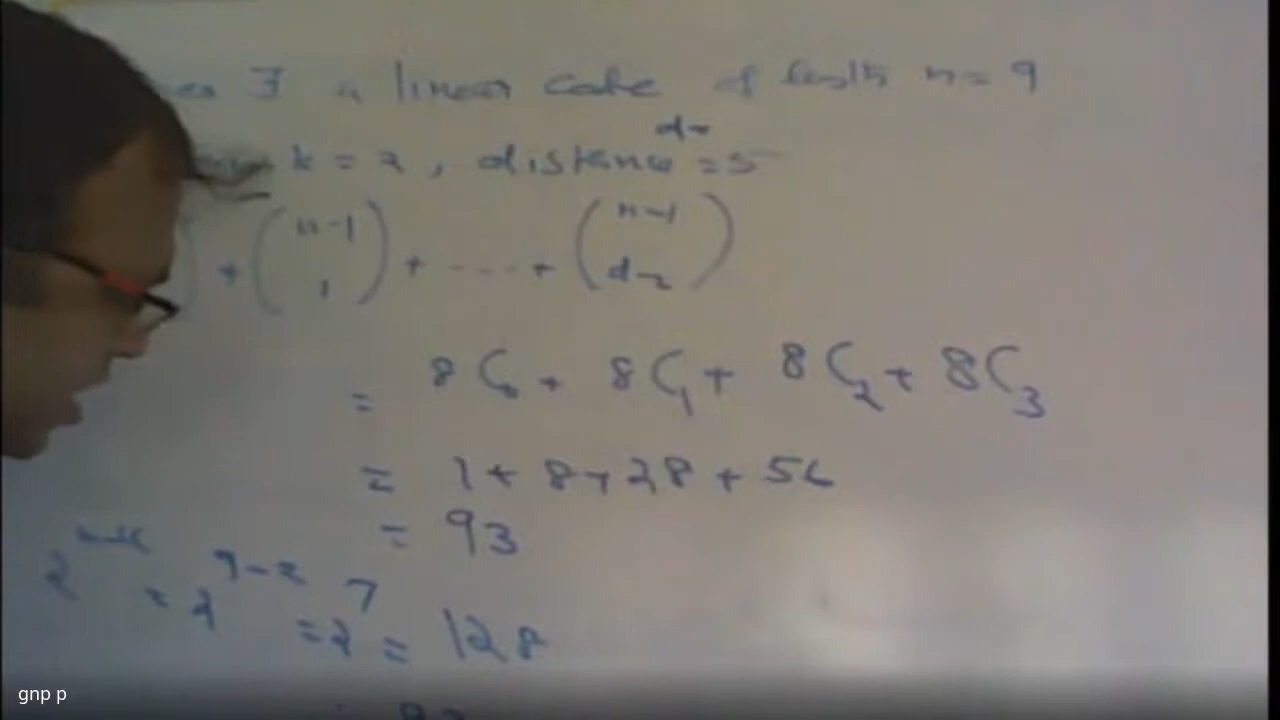 ∃ a linear code of length n = 9
d-
k = 2, distance = 5
+ (n-1 1) + ---- + (n-1 d-2)
= 8C0 + 8C1 + 8C2 + 8C3
= 1 + 8 + 28 + 56
= 93
2^n-k = 2^9-2 = 2^7 = 128
gnp p